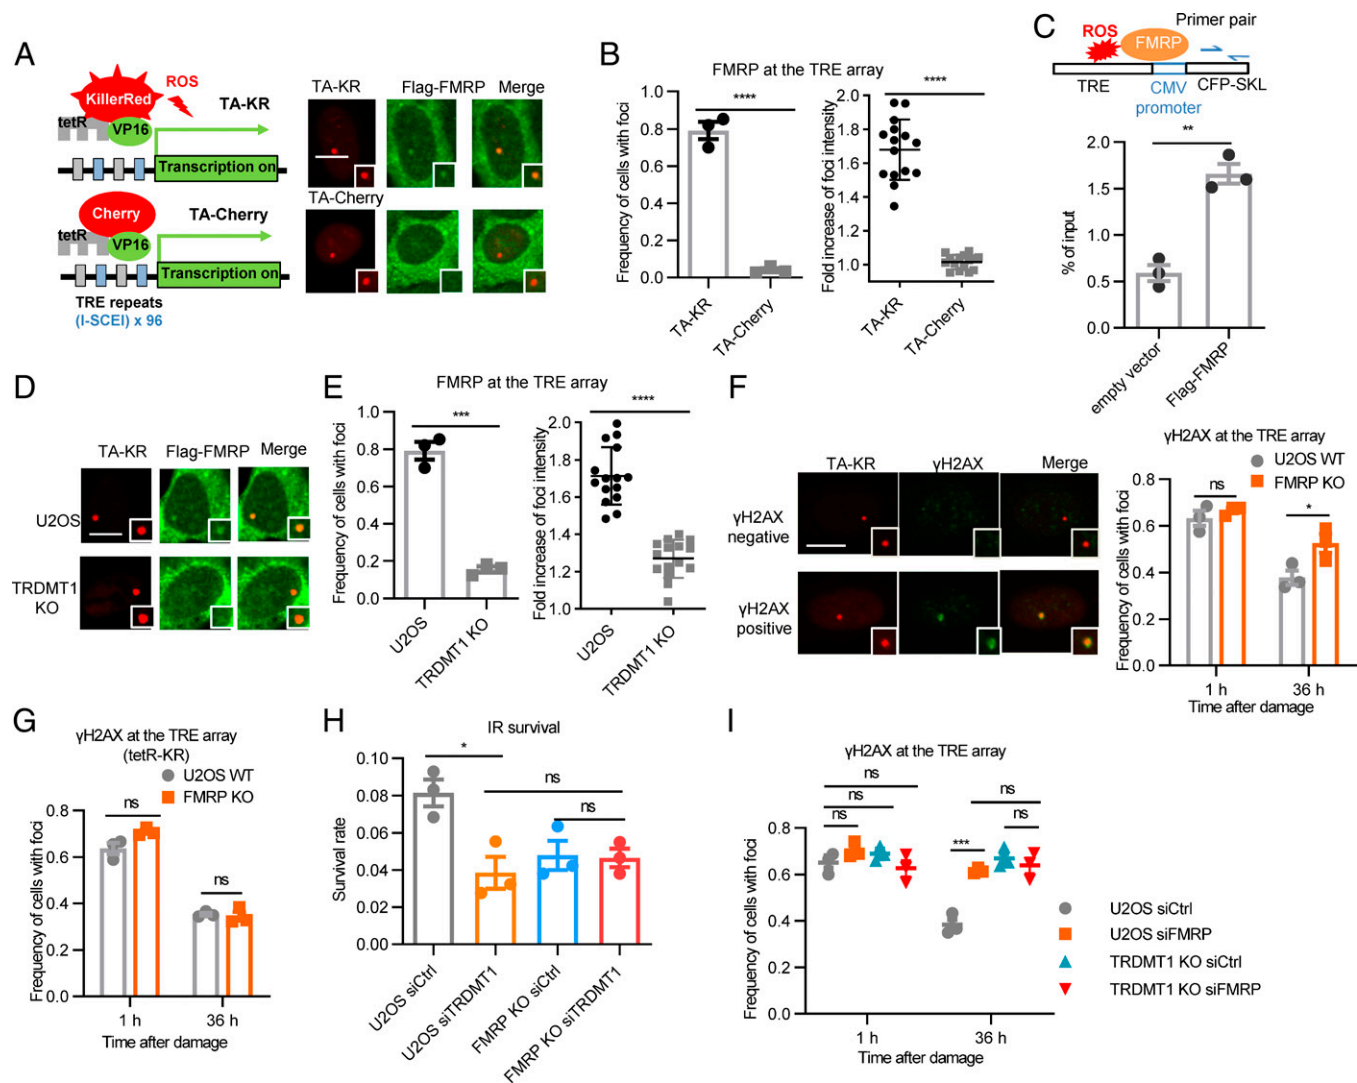 A
KillerRed
ROS
TA-KR
tetR
VP16
Transcription on
Cherry
TA-Cherry
tetR
VP16
Transcription on
TRE repeats
(I-SCEI) x 96
TA-KR
Flag-FMRP
Merge
TA-Cherry
B
FMRP at the TRE array
Frequency of cells with foci
1.0
0.8
0.6
0.4
0.2
0.0
****
TA-KR
TA-Cherry
Fold increase of foci intensity
2.0
1.8
1.6
1.4
1.2
1.0
****
TA-KR
TA-Cherry
C
ROS
FMRP
Primer pair
TRE
CMV
promoter
CFP-SKL
% of input
2.0
1.5
1.0
0.5
0.0
**
empty vector
Flag-FMRP
D
TA-KR
Flag-FMRP
Merge
U2OS
TRDMT1
KO
E
FMRP at the TRE array
Frequency of cells with foci
1.0
0.8
0.6
0.4
0.2
0.0
***
U2OS
TRDMT1 KO
Fold increase of foci intensity
2.0
1.8
1.6
1.4
1.2
1.0
****
U2OS
TRDMT1 KO
F
TA-KR
γH2AX
Merge
γH2AX
negative
γH2AX
positive
γH2AX at the TRE array
U2OS WT
FMRP KO
Frequency of cells with foci
0.8
0.6
0.4
0.2
0.0
ns
*
1 h
36 h
Time after damage
G
γH2AX at the TRE array
(tetR-KR)
U2OS WT
FMRP KO
Frequency of cells with foci
0.8
0.6
0.4
0.2
0.0
ns
ns
1 h
36 h
Time after damage
H
IR survival
Survival rate
0.10
0.08
0.06
0.04
0.02
0.00
*
ns
ns
U2OS siCtrl
U2OS siTRDMT1
FMRP KO siCtrl
FMRP KO siTRDMT1
I
γH2AX at the TRE array
Frequency of cells with foci
0.8
0.6
0.4
0.2
0.0
ns
ns
ns
ns
***
ns
1 h
36 h
Time after damage
U2OS siCtrl
U2OS siFMRP
TRDMT1 KO siCtrl
TRDMT1 KO siFMRP